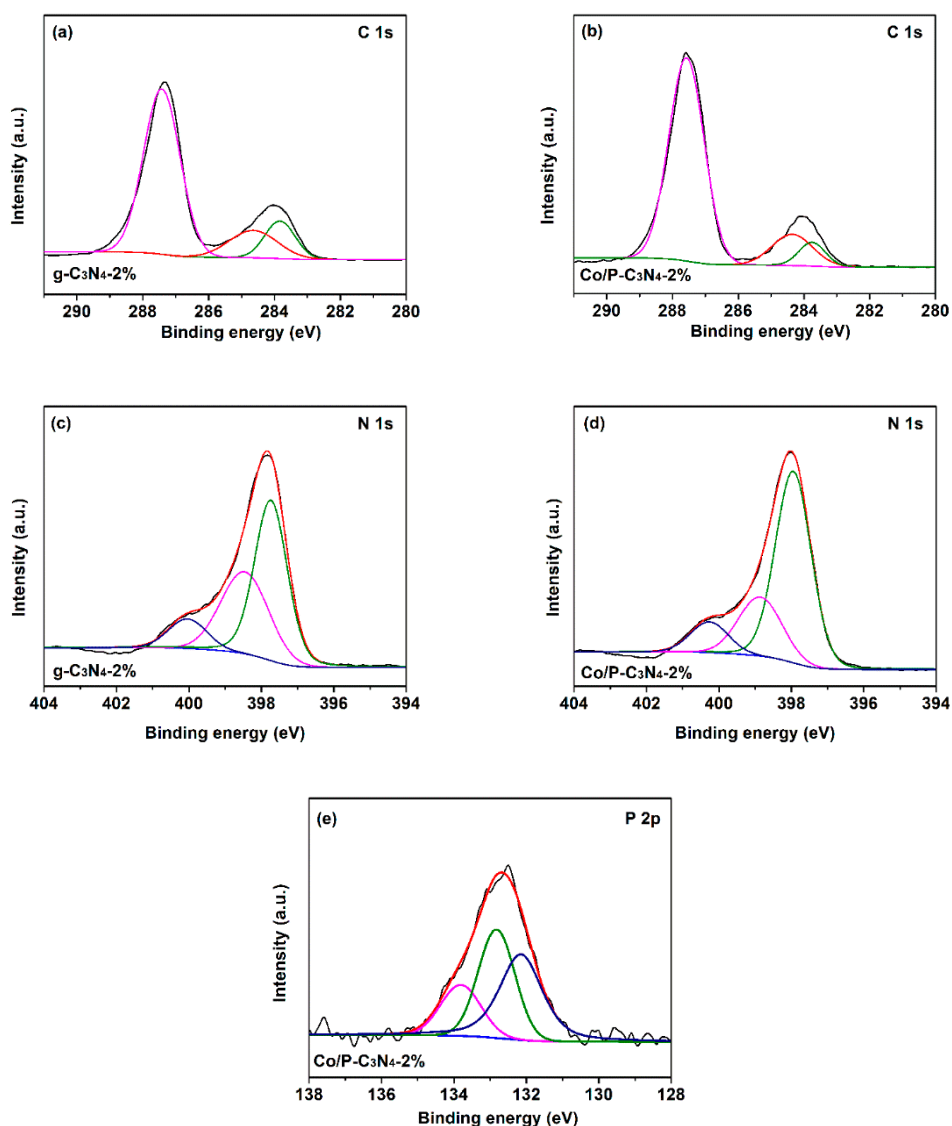 (a)
C 1s
Intensity (a.u.)
g-C₃N₄-2%
290 288 286 284 282 280
Binding energy (eV)
(b)
C 1s
Intensity (a.u.)
Co/P-C₃N₄-2%
290 288 286 284 282 280
Binding energy (eV)
(c)
N 1s
Intensity (a.u.)
g-C₃N₄-2%
404 402 400 398 396 394
Binding energy (eV)
(d)
N 1s
Intensity (a.u.)
Co/P-C₃N₄-2%
404 402 400 398 396 394
Binding energy (eV)
(e)
P 2p
Intensity (a.u.)
Co/P-C₃N₄-2%
138 136 134 132 130 128
Binding energy (eV)